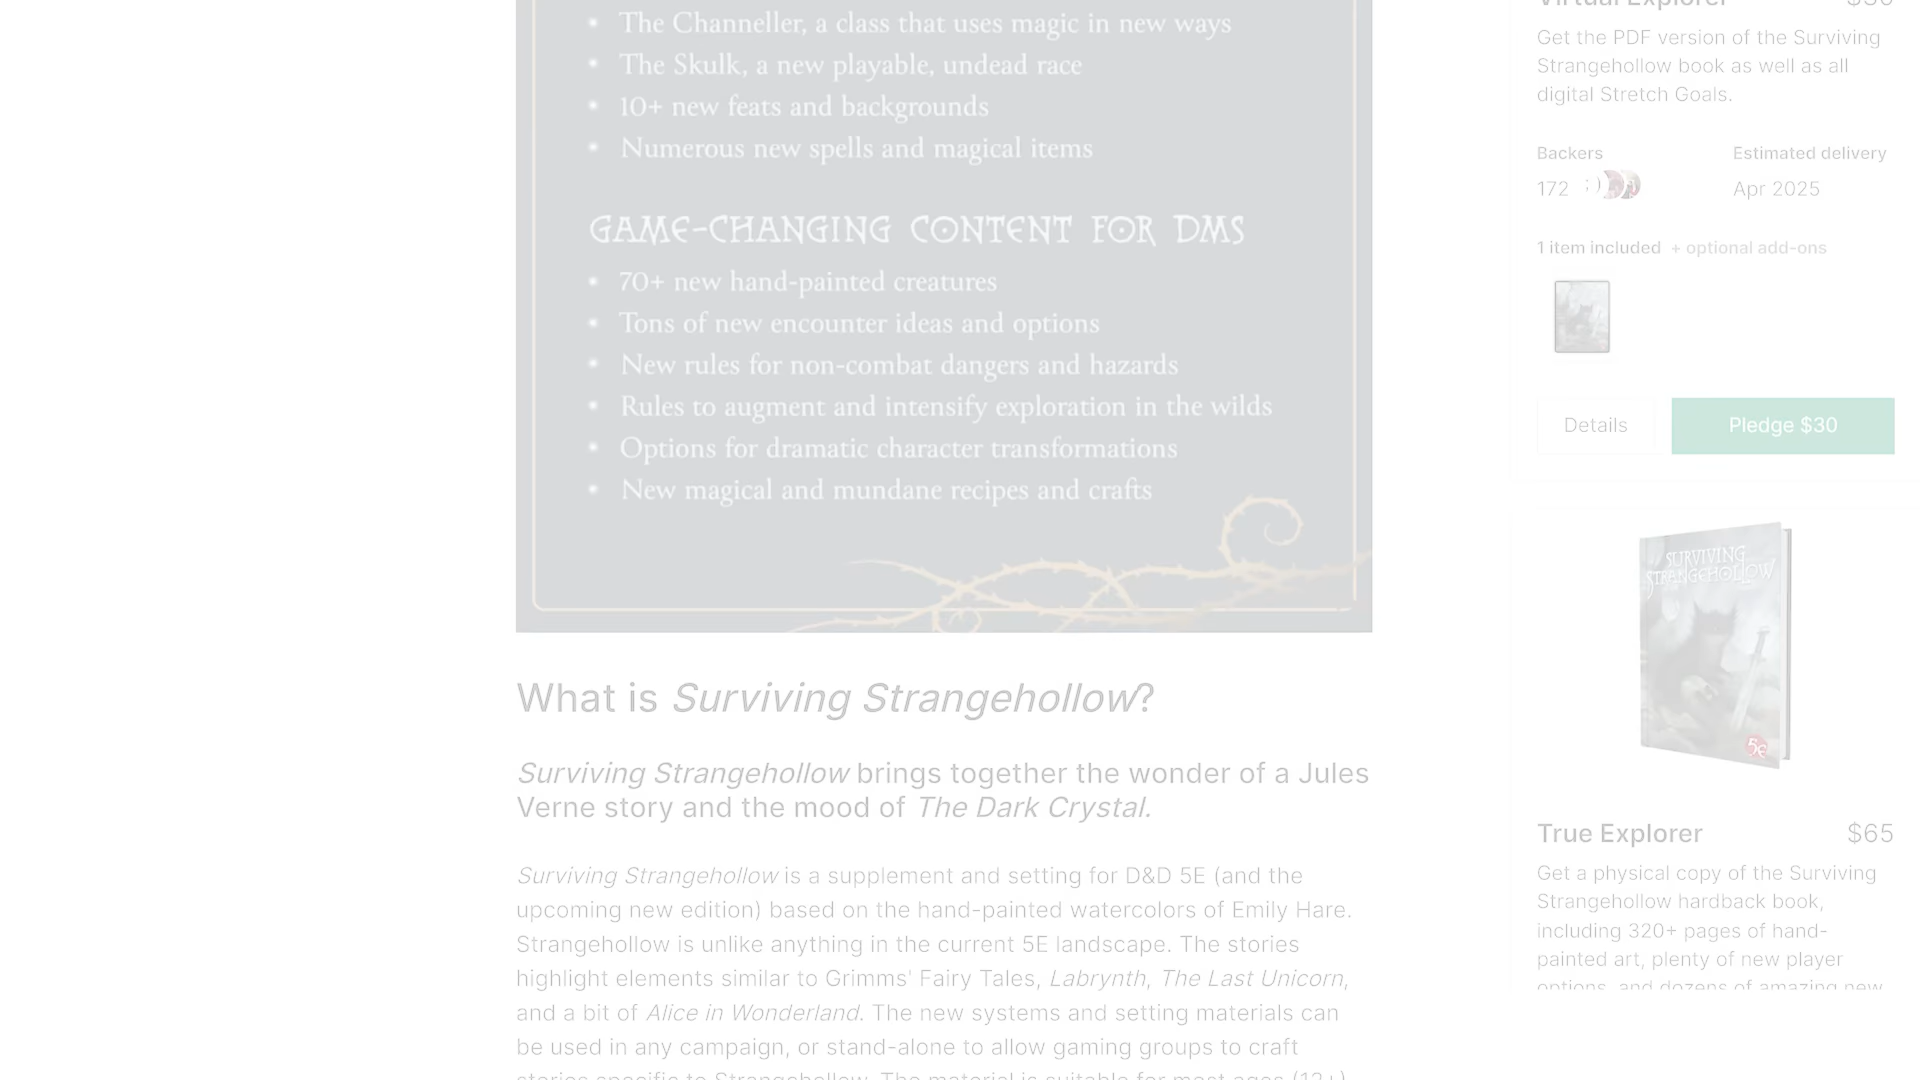 The Channeller, a class that uses magic in new ways
The Skulk, a new playable, undead race
10+ new feats and backgrounds
Numerous new spells and magical items
GAME-CHANGING CONTENT FOR DMS
70+ new hand-painted creatures
Tons of new encounter ideas and options
New rules for non-combat dangers and hazards
Rules to augment and intensify exploration in the wilds
Options for dramatic character transformations
New magical and mundane recipes and crafts
What is Surviving Strangehollow?
Surviving Strangehollow brings together the wonder of a Jules
Verne story and the mood of The Dark Crystal.
Surviving Strangehollow is a supplement and setting for D&D 5E (and the
upcoming new edition) based on the hand-painted watercolors of Emily Hare.
Strangehollow is unlike anything in the current 5E landscape. The stories
highlight elements similar to Grimms' Fairy Tales, Labrynth, The Last Unicorn,
and a bit of Alice in Wonderland. The new systems and setting materials can
be used in any campaign, or stand-alone to allow gaming groups to craft
stories specific to Strangehollow. The material is suitable for most ages (12+)
Virtual Explorer $30
Get the PDF version of the Surviving
Strangehollow book as well as all
digital Stretch Goals.
Backers Estimated delivery
172 Apr 2025
1 item included + optional add-ons
Details Pledge $30
SURVIVING
STRANGEHOLLOW
5e
True Explorer $65
Get a physical copy of the Surviving
Strangehollow hardback book,
including 320+ pages of hand-
painted art, plenty of new player
options, and dozens of amazing new